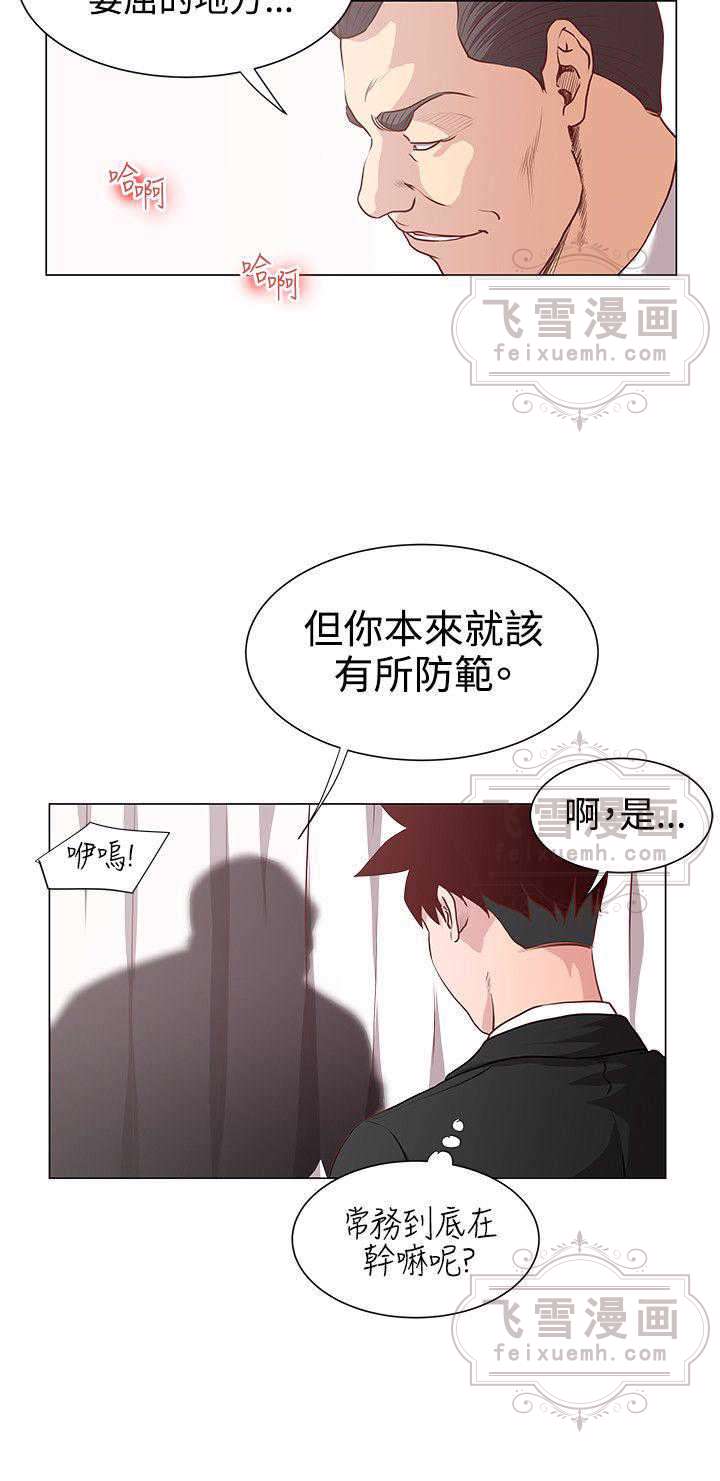 委屈的地方…
哈啊
哈啊
飞雪漫画
feixuemh.com
但你本來就該
有所防範。
飞雪漫画
啊，是…
咿嗚!
常務到底在
幹嘛呢?
飞雪漫画
feixuemh.com